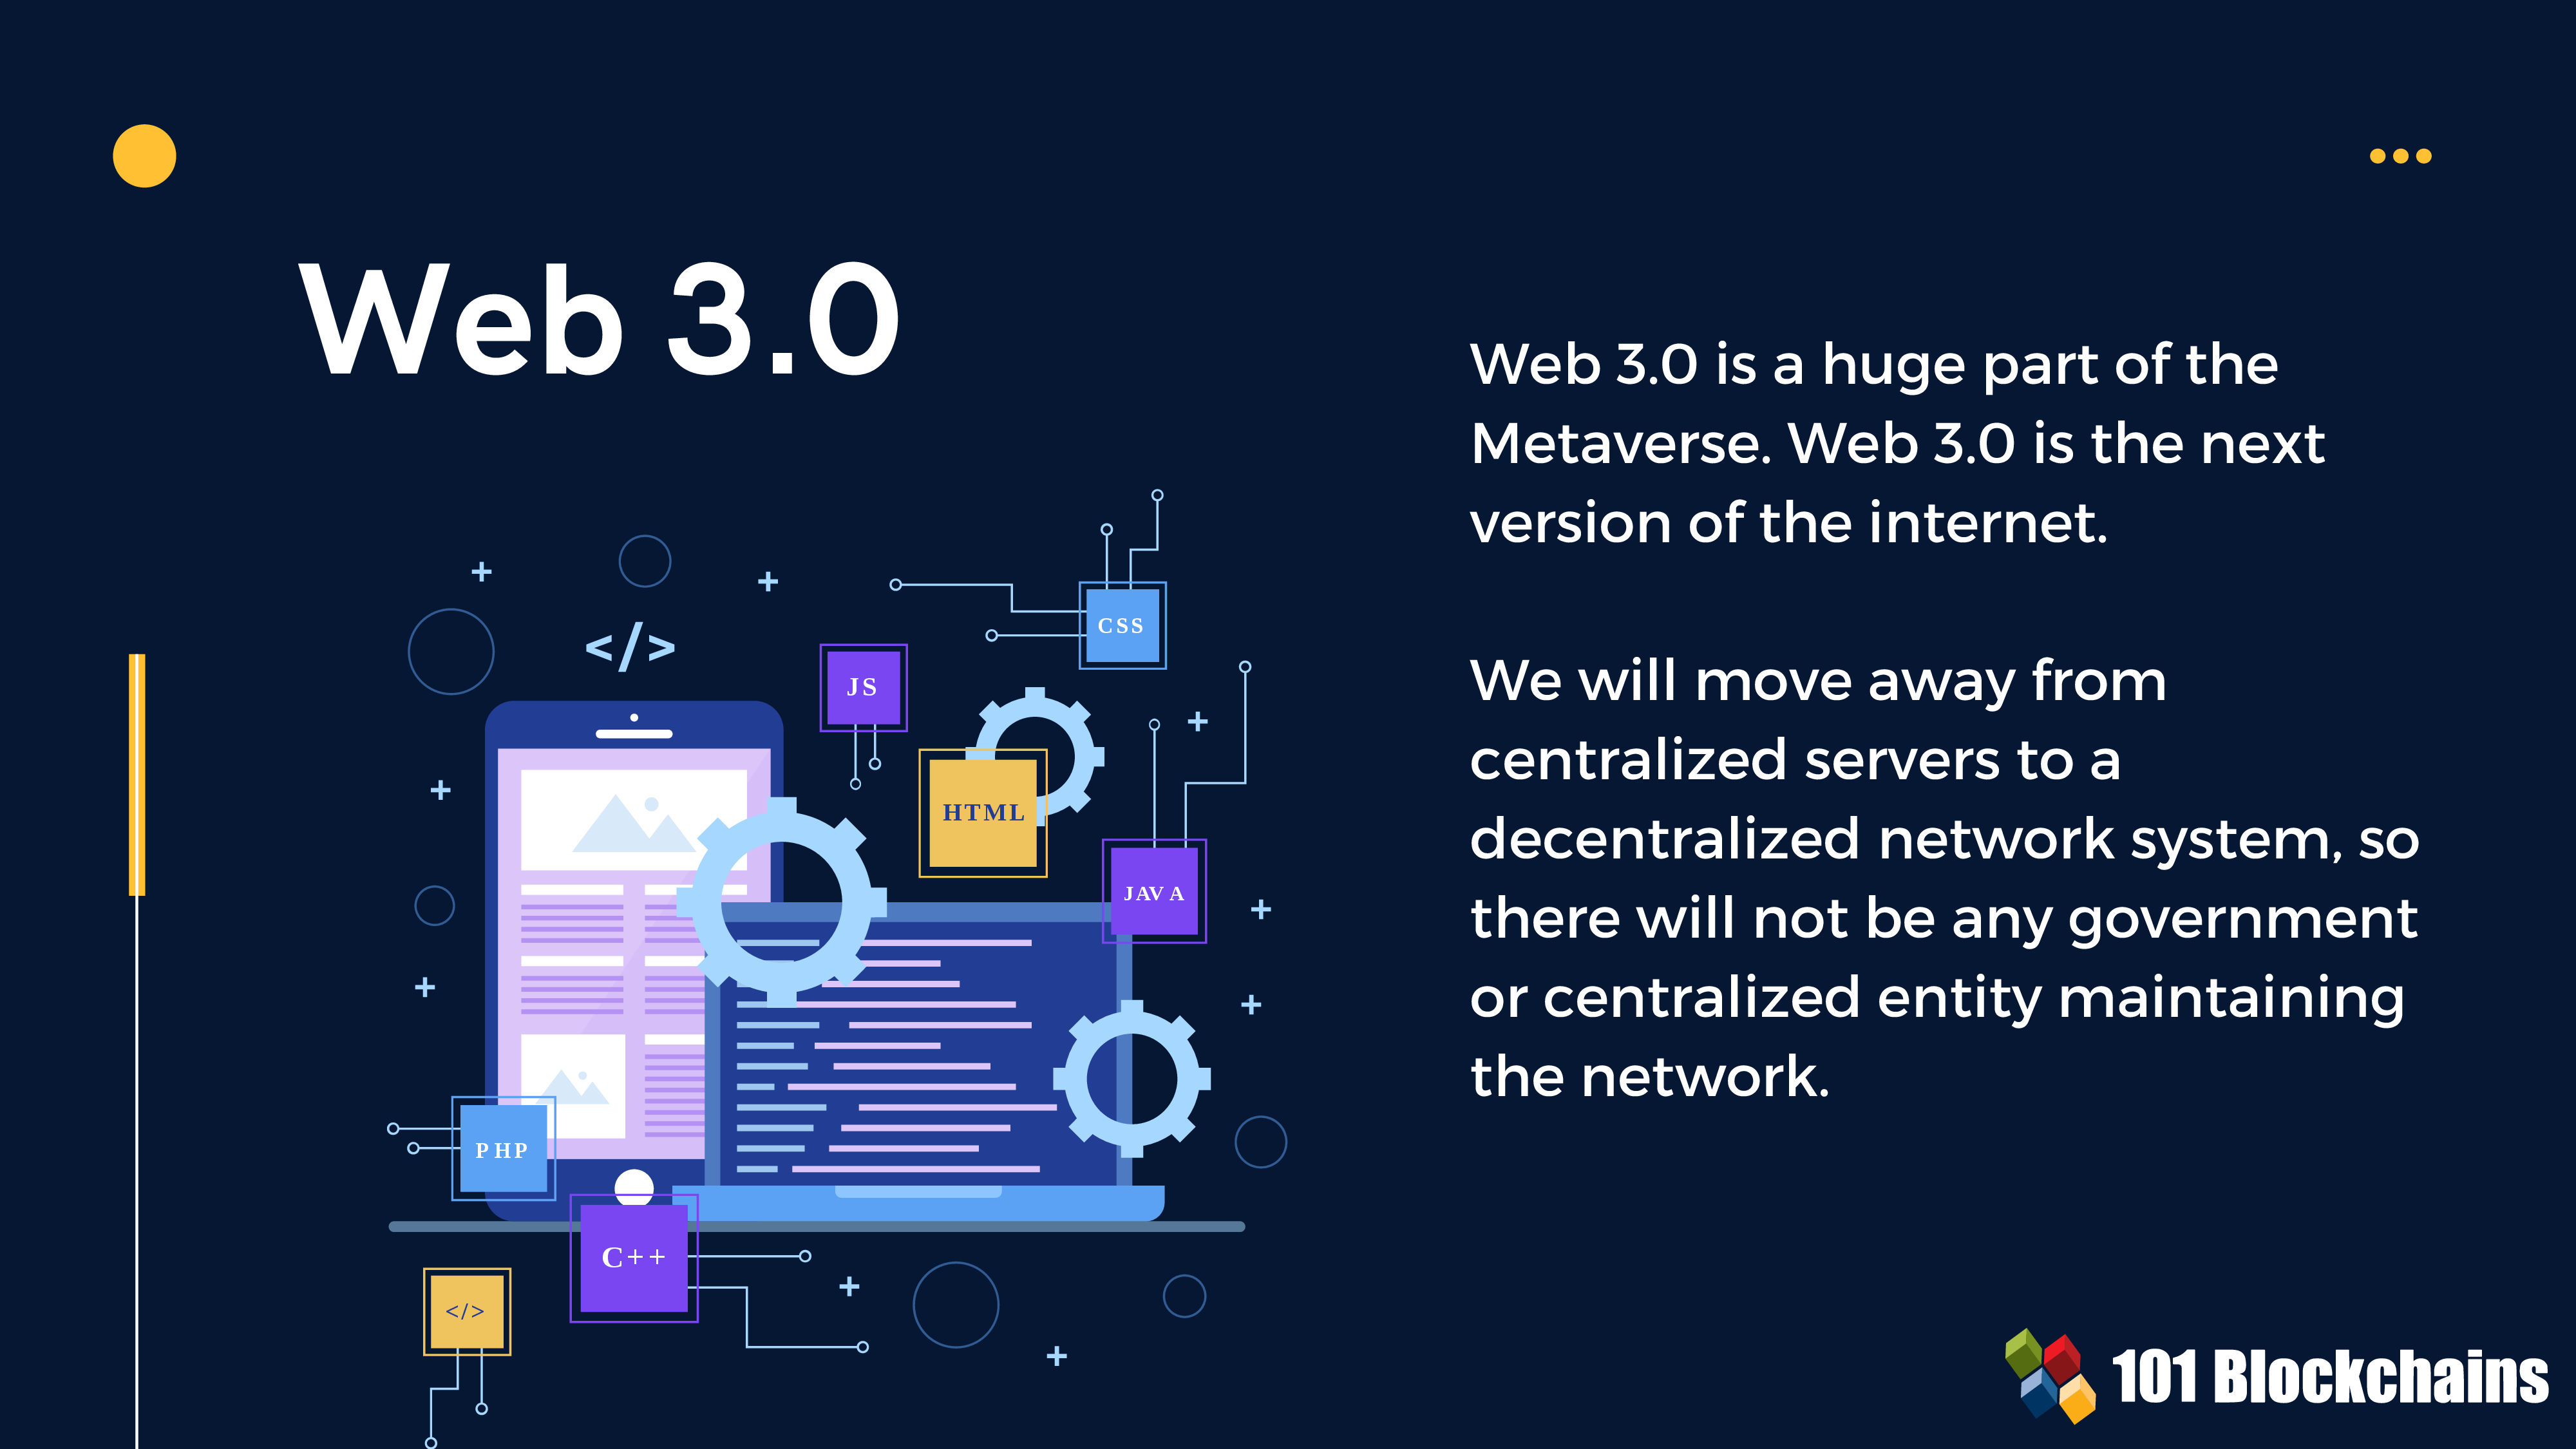 Web 3.0
Web 3.0 is a huge part of the
Metaverse. Web 3.0 is the next
version of the internet.
We will move away from
centralized servers to a
decentralized network system, so
there will not be any government
or centralized entity maintaining
the network.
</>
CSS
JS
HTML
JAVA
PHP
C++
</>
101 Blockchains